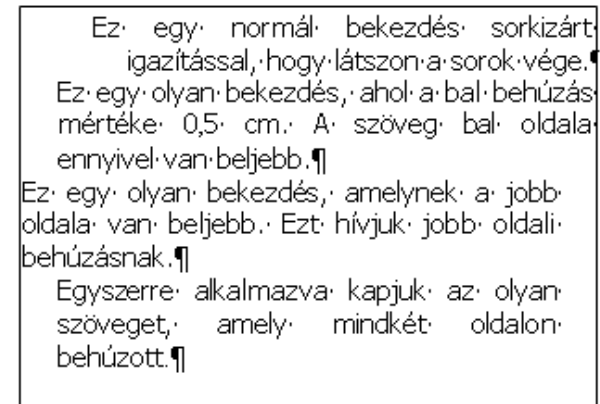 Ez egy normál bekezdés sorkizárt
igazítással, hogy látszon a sorok vége.¶
Ez egy olyan bekezdés, ahol a bal behúzás
mértéke 0,5 cm. A szöveg bal oldala
ennyivel van beljebb.¶
Ez egy olyan bekezdés, amelynek a jobb
oldala van beljebb. Ezt hívjuk jobb oldali
behúzásnak.¶
Egyszerre alkalmazva kapjuk az olyan
szöveget, amely mindkét oldalon
behúzott.¶